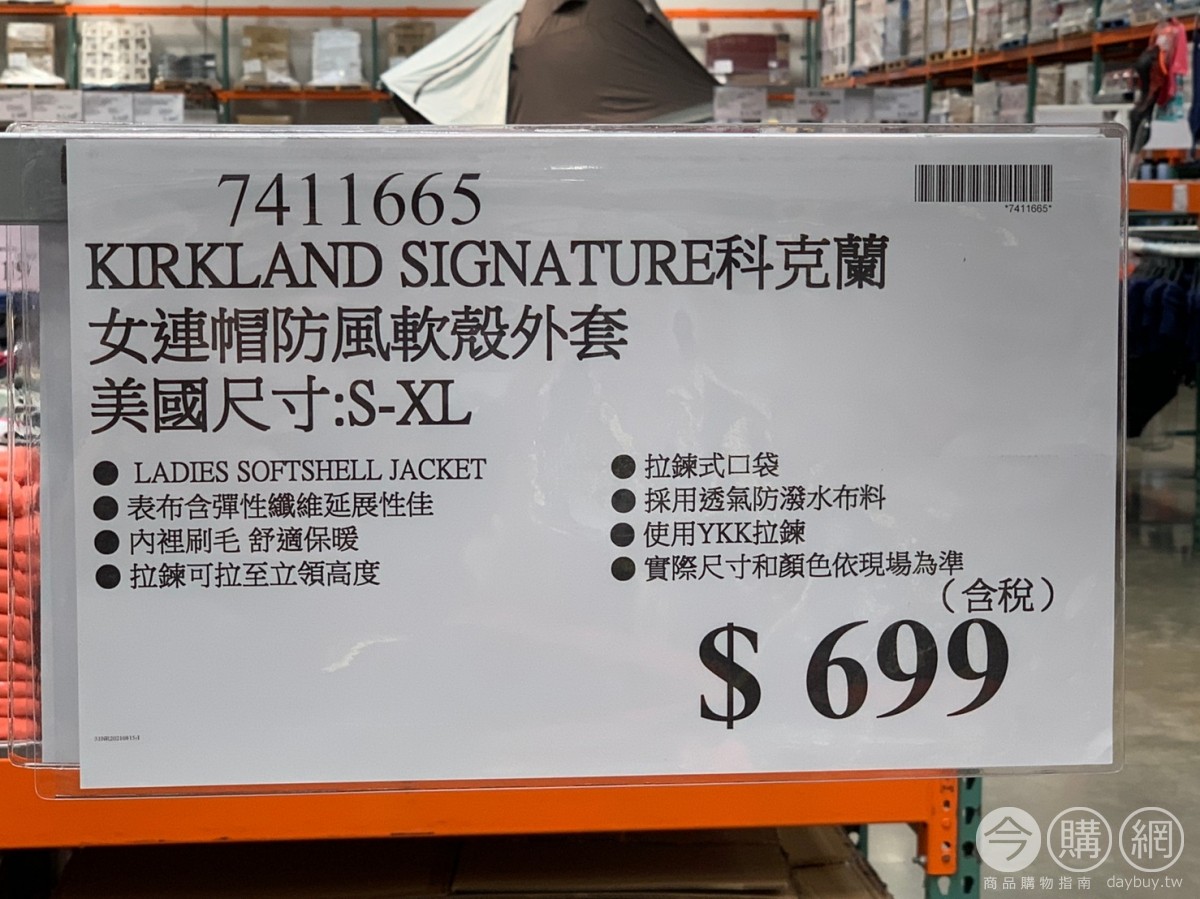 7411665
*7411665*
KIRKLAND SIGNATURE科克蘭
女連帽防風軟殼外套
美國尺寸:S-XL
● LADIES SOFTSHELL JACKET
● 表布含彈性纖維延展性佳
● 內裡刷毛 舒適保暖
● 拉鍊可拉至立領高度
● 拉鍊式口袋
● 採用透氣防潑水布料
● 使用YKK拉鍊
● 實際尺寸和顏色依現場為準
（含稅）
$ 699
今購網
商品購物指南 daybuy.tw